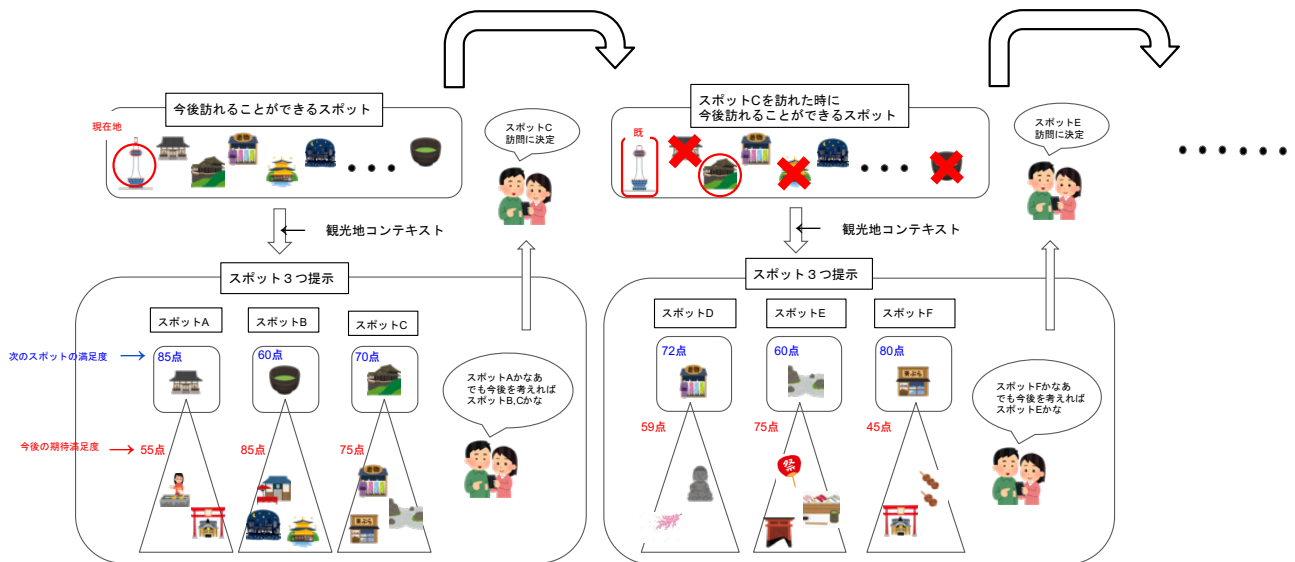 今後訪れることができるスポット
現在地
スポットC
訪問に決定
観光地コンテキスト
スポット３つ提示
スポットA
スポットB
スポットC
次のスポットの満足度
85点
60点
70点
スポットAかなあ
でも今後を考えれば
スポットB,Cかな
今後の期待満足度
55点
85点
75点
スポットCを訪れた時に
今後訪れることができるスポット
既
スポットE
訪問に決定
観光地コンテキスト
スポット３つ提示
スポットD
スポットE
スポットF
72点
60点
80点
スポットFかなあ
でも今後を考えれば
スポットEかな
59点
75点
45点
祭